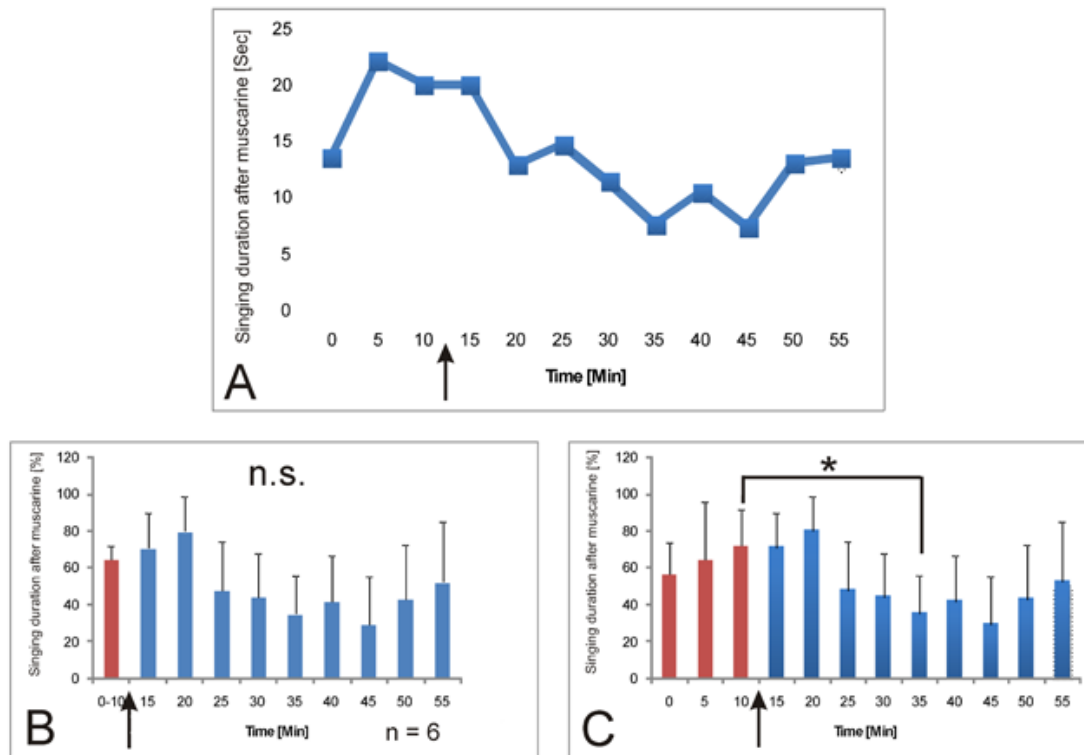 Singing duration after muscarine [Sec]
25
20
15
10
5
0
0 5 10 15 20 25 30 35 40 45 50 55
Time [Min]
A
Singing duration after muscarine [%]
120
100
80
60
40
20
0
n.s.
0-10 15 20 25 30 35 40 45 50 55
Time [Min]
n = 6
B
Singing duration after muscarine [%]
120
100
80
60
40
20
0
*
0 5 10 15 20 25 30 35 40 45 50 55
Time [Min]
C